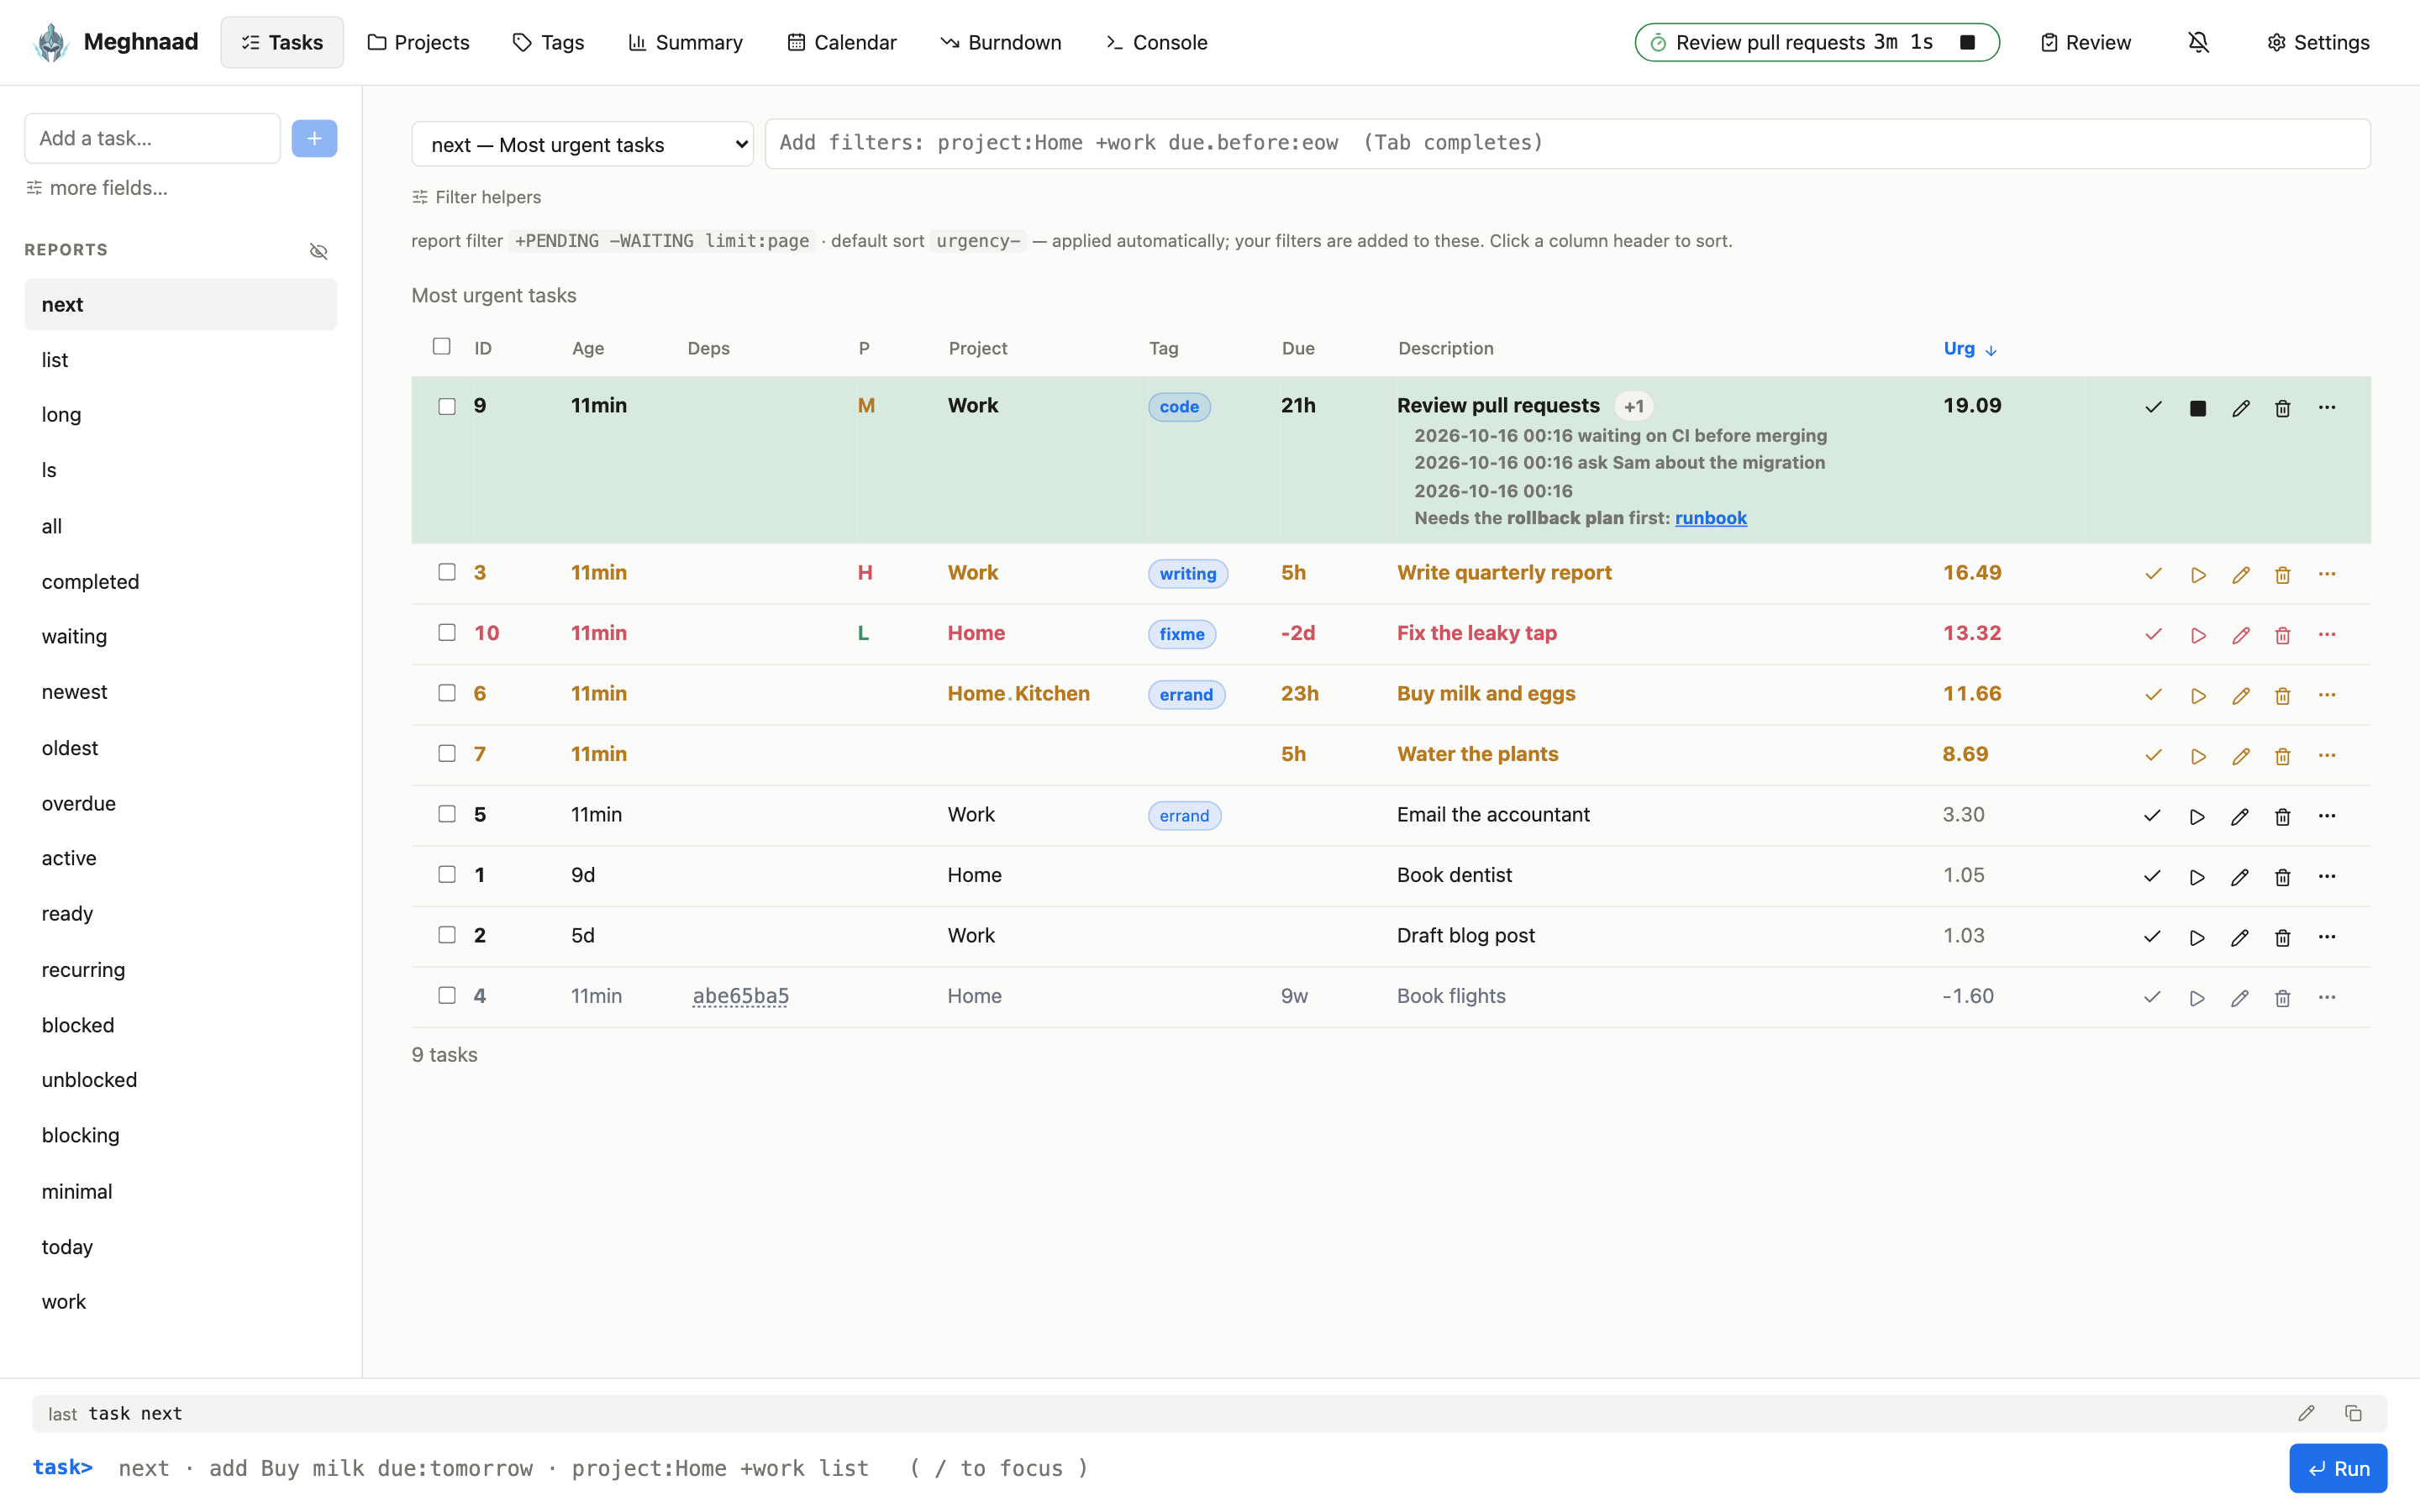 Meghnaad Tasks Projects Tags Summary Calendar Burndown Console Review pull requests 3m 1s Review Settings
Add a task...
more fields...
REPORTS
next
list
long
ls
all
completed
waiting
newest
oldest
overdue
active
ready
recurring
blocked
unblocked
blocking
minimal
today
work
next — Most urgent tasks Add filters: project:Home +work due.before:eow (Tab completes)
Filter helpers
report filter +PENDING -WAITING limit:page · default sort urgency- — applied automatically; your filters are added to these. Click a column header to sort.
Most urgent tasks
ID Age Deps P Project Tag Due Description Urg ↓
9 11min M Work code 21h Review pull requests +1 19.09
2026-10-16 00:16 waiting on CI before merging
2026-10-16 00:16 ask Sam about the migration
2026-10-16 00:16
Needs the rollback plan first: runbook
3 11min H Work writing 5h Write quarterly report 16.49
10 11min L Home fixme -2d Fix the leaky tap 13.32
6 11min Home.Kitchen errand 23h Buy milk and eggs 11.66
7 11min 5h Water the plants 8.69
5 11min Work errand Email the accountant 3.30
1 9d Home Book dentist 1.05
2 5d Work Draft blog post 1.03
4 11min abe65ba5 Home 9w Book flights -1.60
9 tasks
last task next
task> next · add Buy milk due:tomorrow · project:Home +work list ( / to focus )
Run